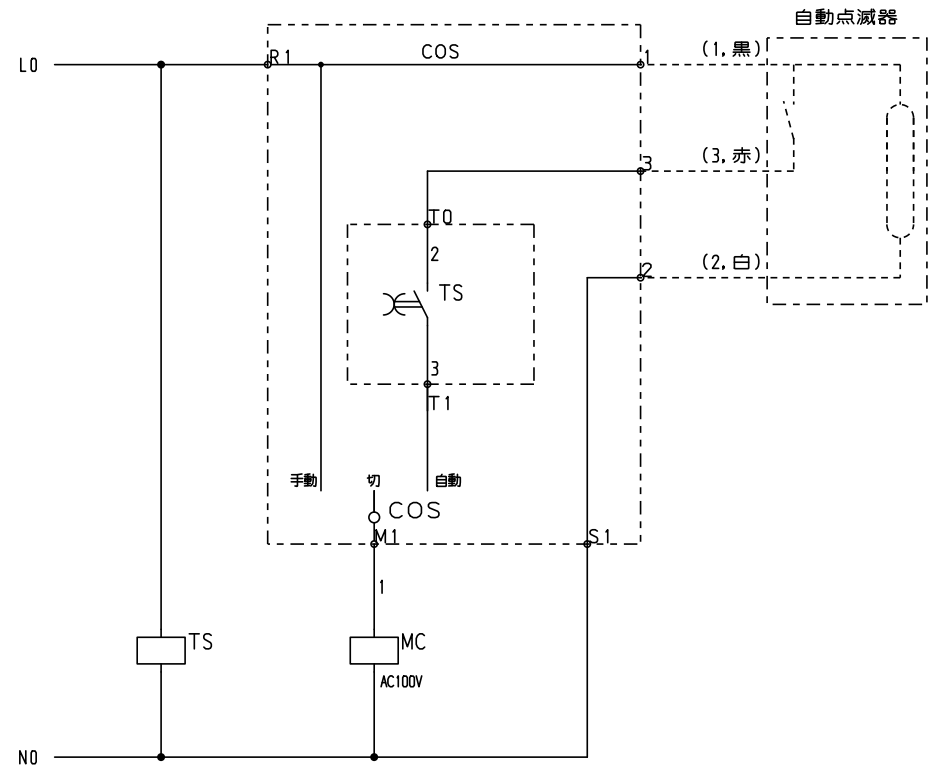 自動点滅器
COS
(1,黒)
L0
R1
1
(3,赤)
3
T0
2
(2,白)
2
TS
3
T1
手動
切
自動
COS
M1
S1
1
TS
MC
AC100V
N0